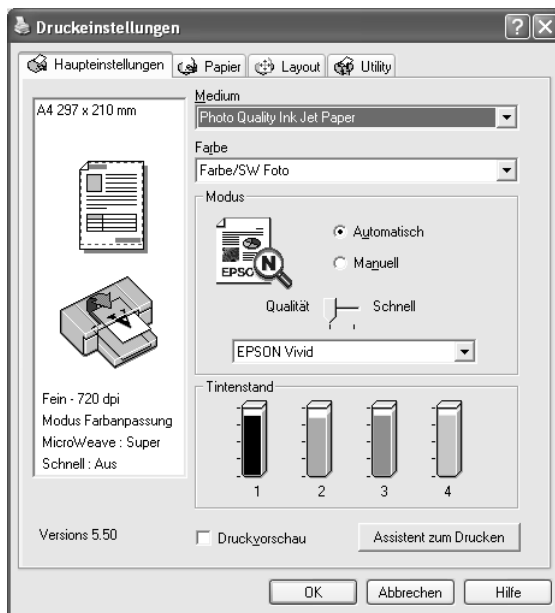 Druckeinstellungen
Haupteinstellungen
Papier
Layout
Utility
A4 297 x 210 mm
Fein - 720 dpi
Modus Farbanpassung
MicroWeave : Super
Schnell : Aus
Versions 5.50
Medium
Photo Quality Ink Jet Paper
Farbe
Farbe/SW Foto
Modus
EPSO
N
Automatisch
Manuell
Qualität
Schnell
EPSON Vivid
Tintenstand
1 2 3 4
Druckvorschau
Assistent zum Drucken
OK
Abbrechen
Hilfe